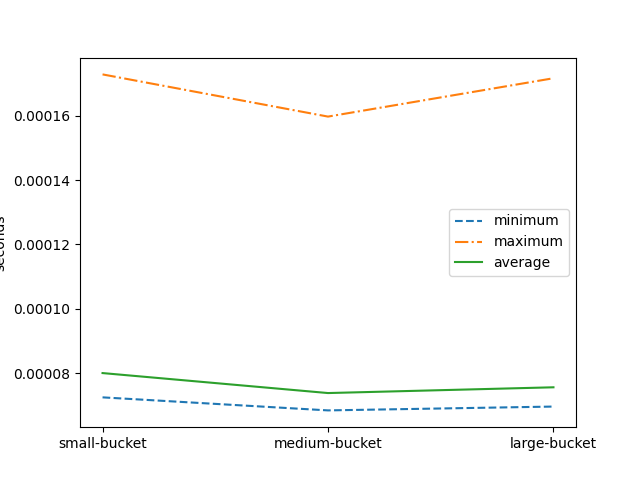 0.00016
0.00014
0.00012
0.00010
0.00008
seconds
minimum
maximum
average
small-bucket medium-bucket large-bucket